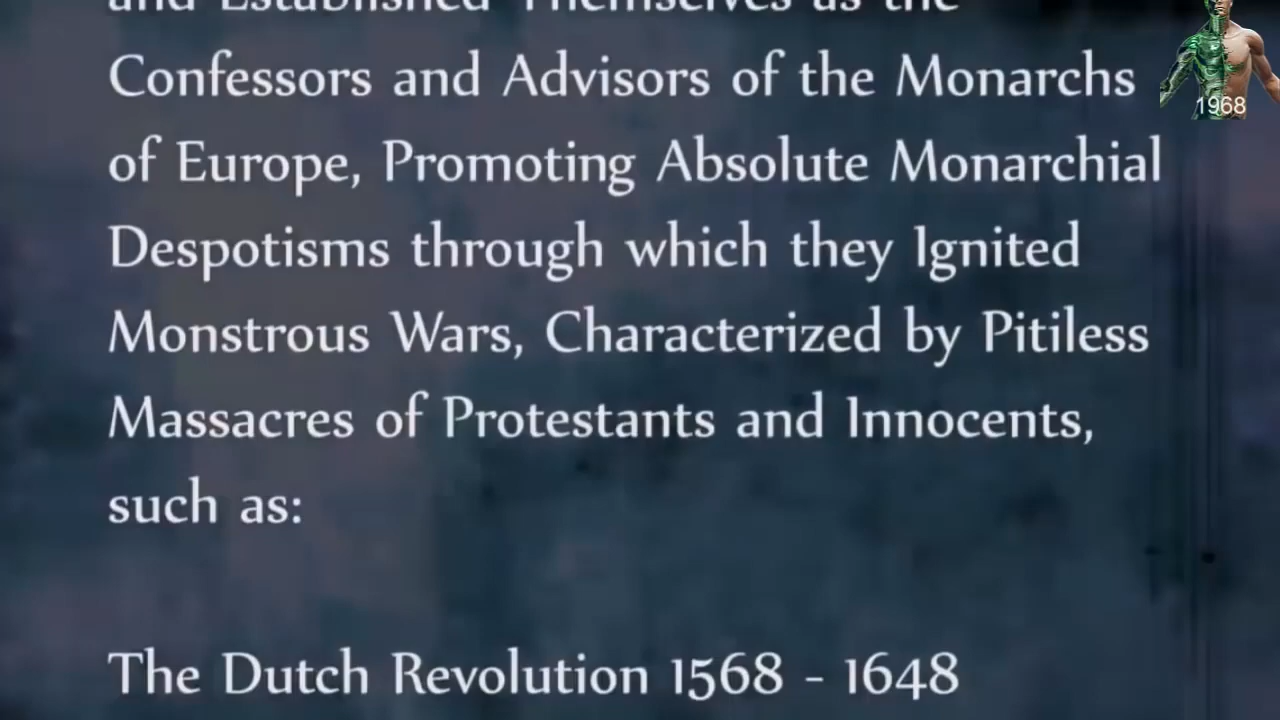 and Established Themselves as the
Confessors and Advisors of the Monarchs
of Europe, Promoting Absolute Monarchial
Despotisms through which they Ignited
Monstrous Wars, Characterized by Pitiless
Massacres of Protestants and Innocents,
such as:
The Dutch Revolution 1568 - 1648
1968